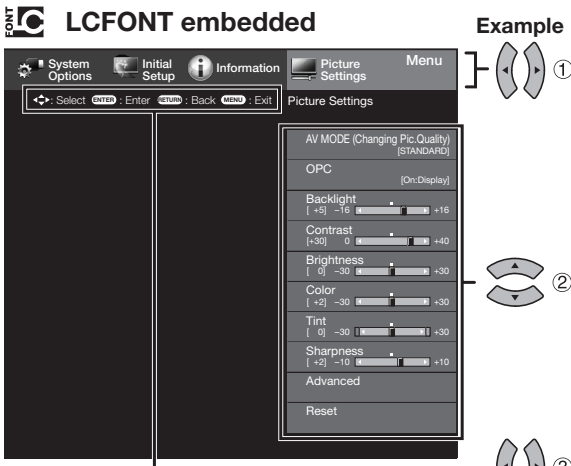 FONT LC LCFONT embedded
Example
System Options
Initial Setup
Information
Picture Settings
Menu
①
: Select ENTER : Enter RETURN : Back MENU : Exit
Picture Settings
AV MODE (Changing Pic.Quality)
[STANDARD]
OPC
[On:Display]
Backlight
[ +5] −16 +16
Contrast
[+30] 0 +40
Brightness
[ 0] −30 +30
Color
[ +2] −30 +30
Tint
[ 0] −30 +30
Sharpness
[ +2] −10 +10
Advanced
Reset
②
③